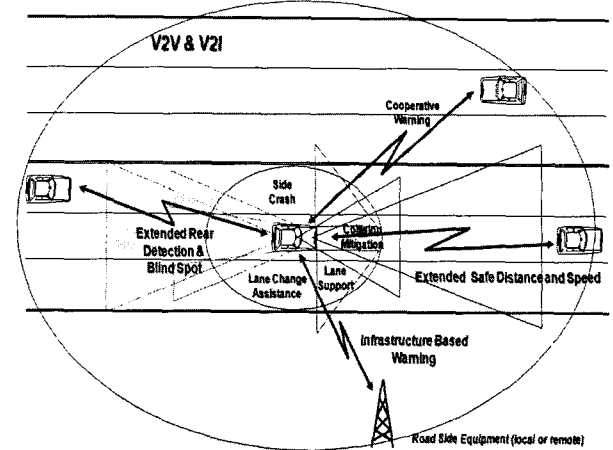 V2V & V2I
Cooperative
Warning
Side
Crash
Extended Rear
Detection &
Blind Spot
Collision
Mitigation
Lane Change
Assistance
Lane
Support
Extended Safe Distance and Speed
Infrastructure Based
Warning
Road Side Equipment (local or remote)